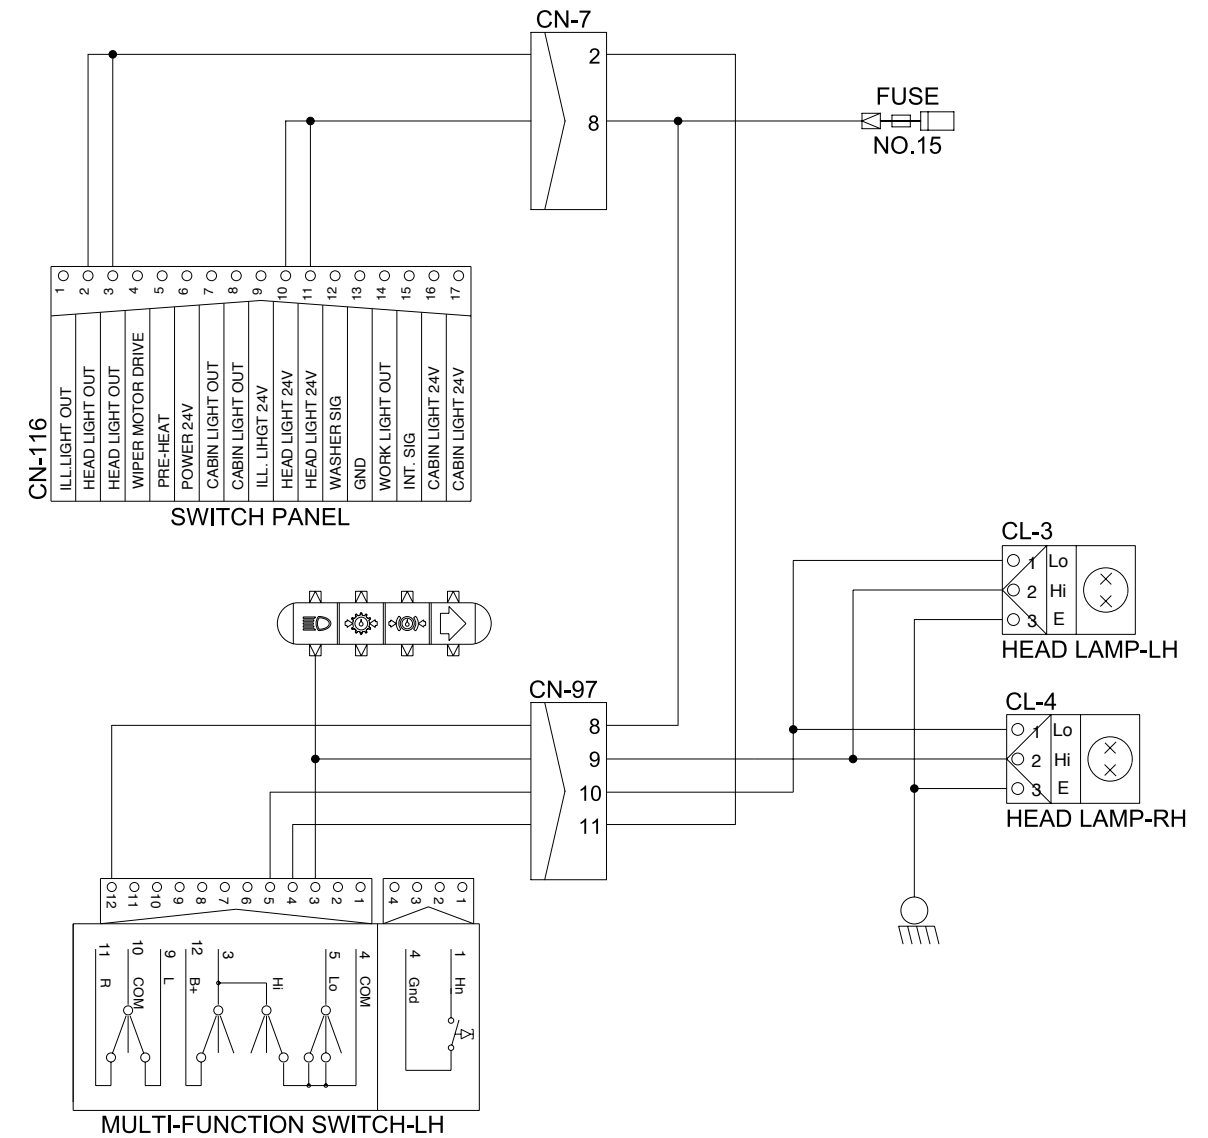 CN-7
2
8
FUSE
NO.15
1 2 3 4 5 6 7 8 9 10 11 12 13 14 15 16 17
CN-116
ILL.LIGHT OUT
HEAD LIGHT OUT
HEAD LIGHT OUT
WIPER MOTOR DRIVE
PRE-HEAT
POWER 24V
CABIN LIGHT OUT
CABIN LIGHT OUT
ILL. LIHGT 24V
HEAD LIGHT 24V
HEAD LIGHT 24V
WASHER SIG
GND
WORK LIGHT OUT
INT. SIG
CABIN LIGHT 24V
CABIN LIGHT 24V
SWITCH PANEL
CL-3
1 Lo
2 Hi
3 E
HEAD LAMP-LH
CN-97
8
9
10
11
CL-4
1 Lo
2 Hi
3 E
HEAD LAMP-RH
12 11 10 9 8 7 6 5 4 3 2 1
4 3 2 1
11 R
10 COM
9 L
12 B+
3
Hi
5 Lo
4 COM
4 Gnd
1 Hn
MULTI-FUNCTION SWITCH-LH